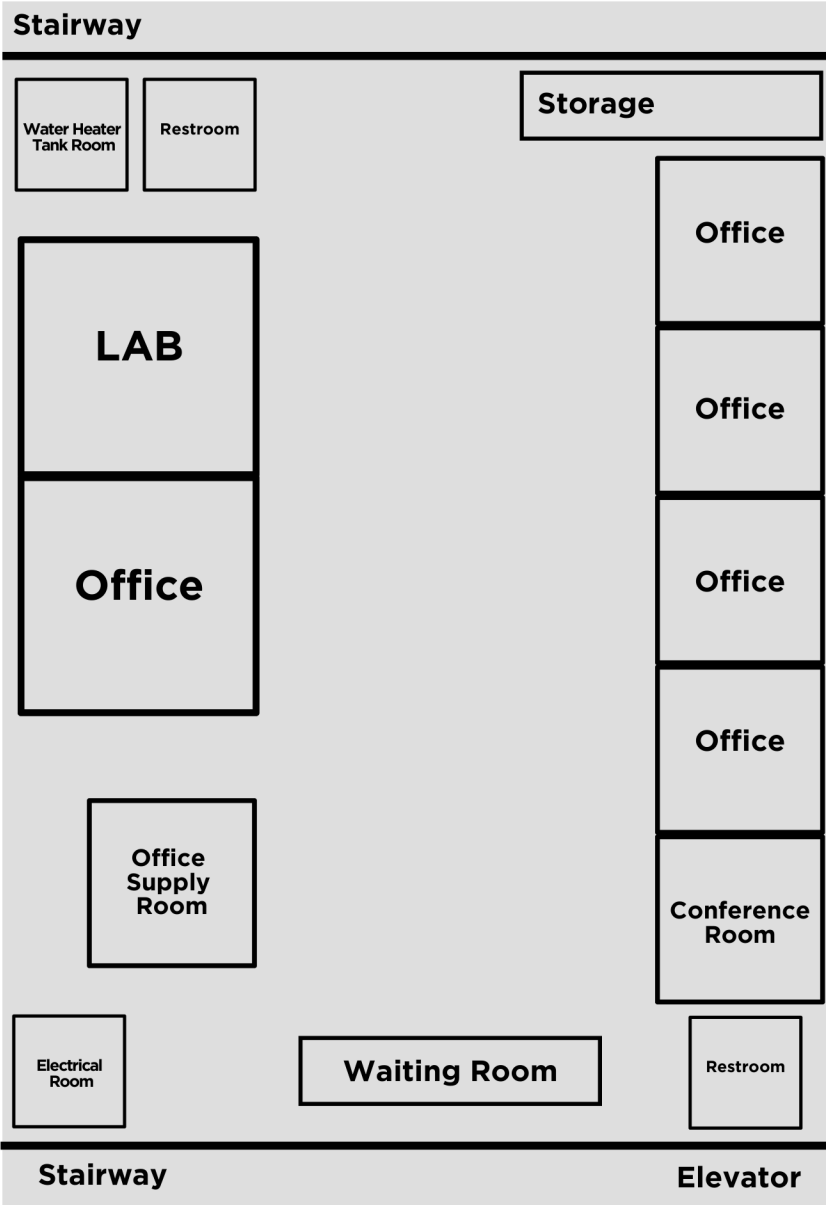 Stairway
Water Heater
Tank Room
Restroom
Storage
Office
LAB
Office
Office
Office
Office
Office
Supply
Room
Conference
Room
Electrical
Room
Waiting Room
Restroom
Stairway
Elevator